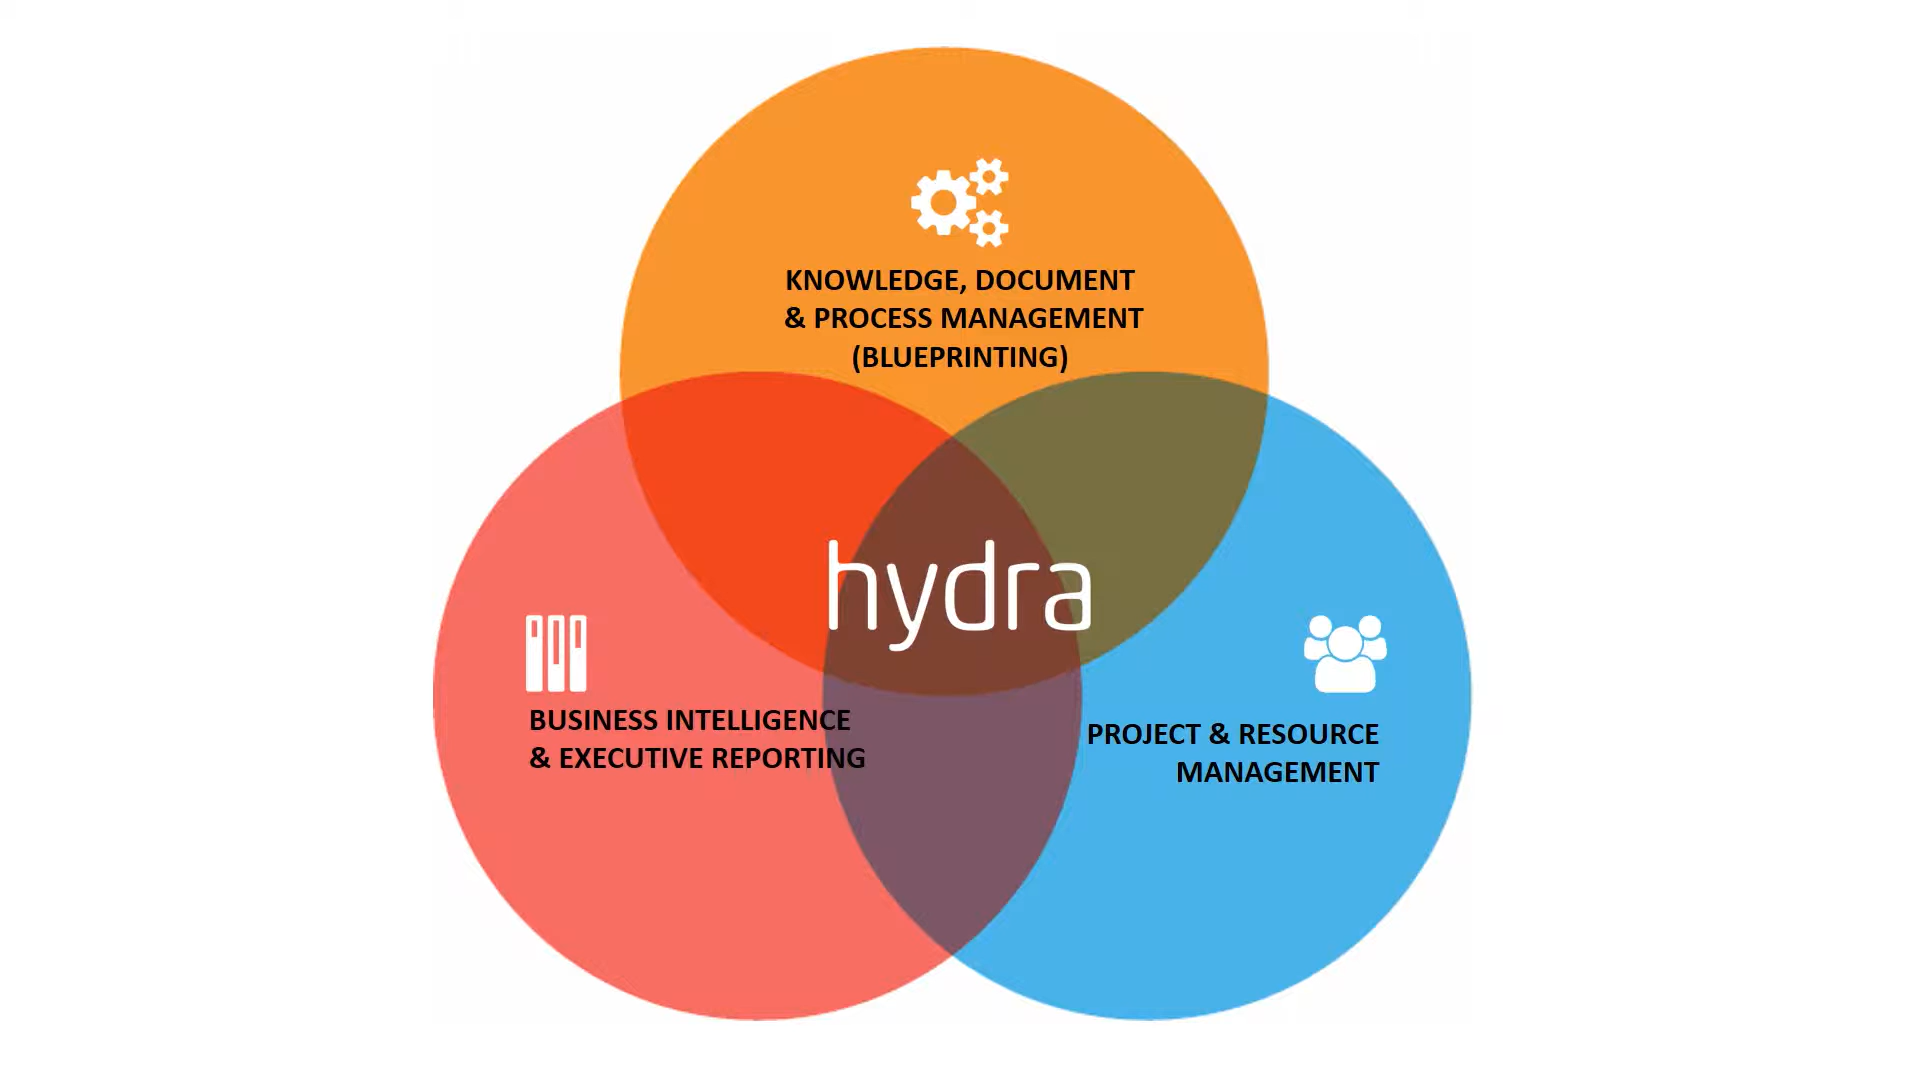 KNOWLEDGE, DOCUMENT
& PROCESS MANAGEMENT
(BLUEPRINTING)
hydra
BUSINESS INTELLIGENCE
& EXECUTIVE REPORTING
PROJECT & RESOURCE
MANAGEMENT